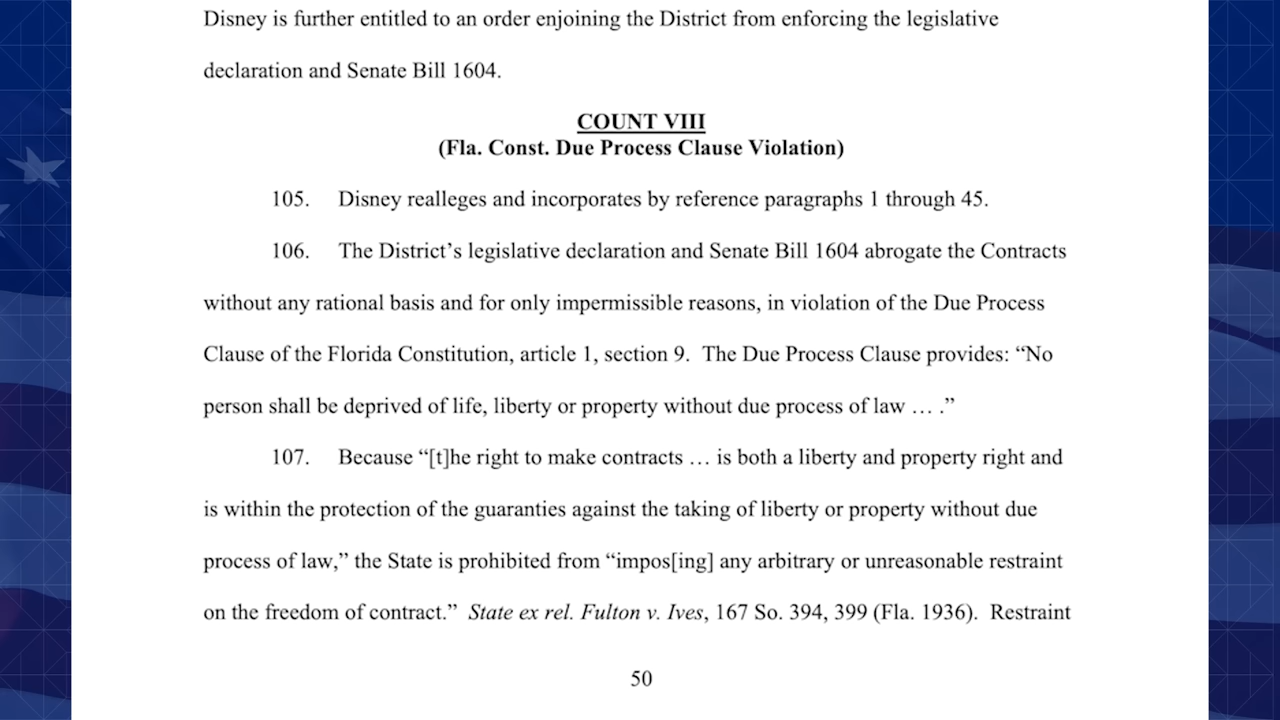 Disney is further entitled to an order enjoining the District from enforcing the legislative
declaration and Senate Bill 1604.
COUNT VIII
(Fla. Const. Due Process Clause Violation)
105. Disney realleges and incorporates by reference paragraphs 1 through 45.
106. The District’s legislative declaration and Senate Bill 1604 abrogate the Contracts
without any rational basis and for only impermissible reasons, in violation of the Due Process
Clause of the Florida Constitution, article 1, section 9. The Due Process Clause provides: “No
person shall be deprived of life, liberty or property without due process of law … .”
107. Because “[t]he right to make contracts … is both a liberty and property right and
is within the protection of the guaranties against the taking of liberty or property without due
process of law,” the State is prohibited from “impos[ing] any arbitrary or unreasonable restraint
on the freedom of contract.” State ex rel. Fulton v. Ives, 167 So. 394, 399 (Fla. 1936). Restraint
50